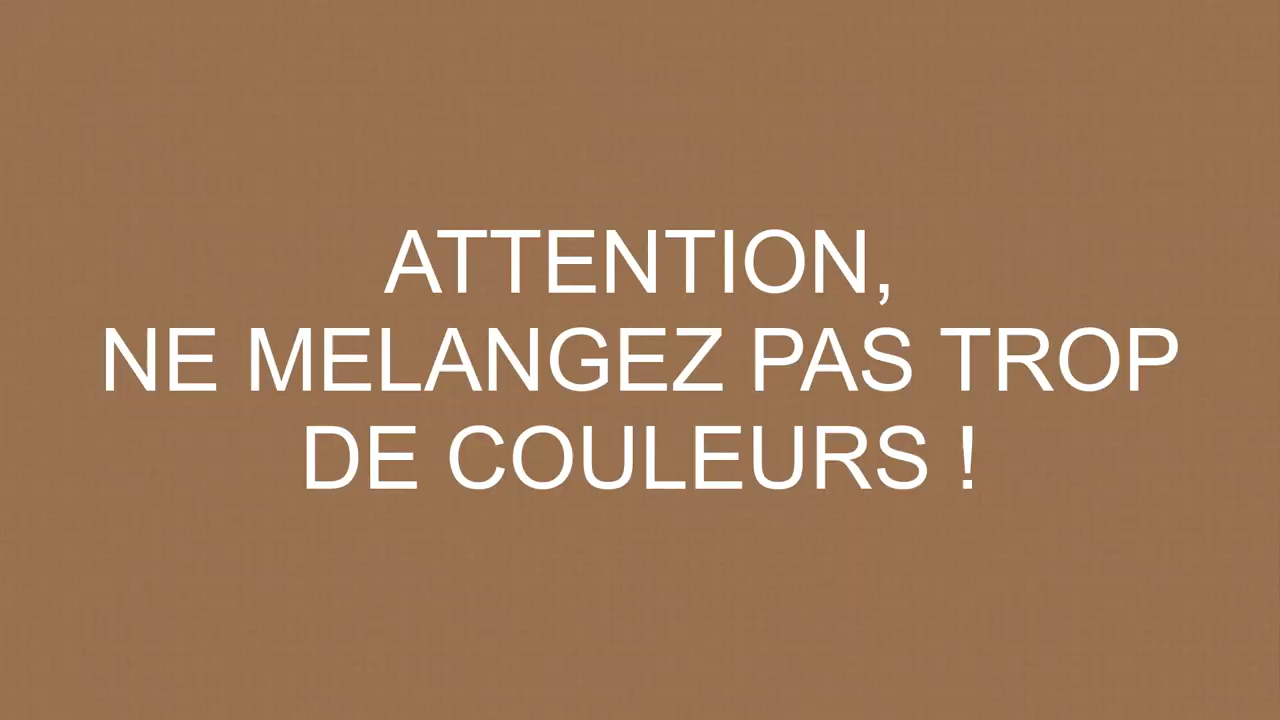 ATTENTION,
NE MELANGEZ PAS TROP
DE COULEURS !